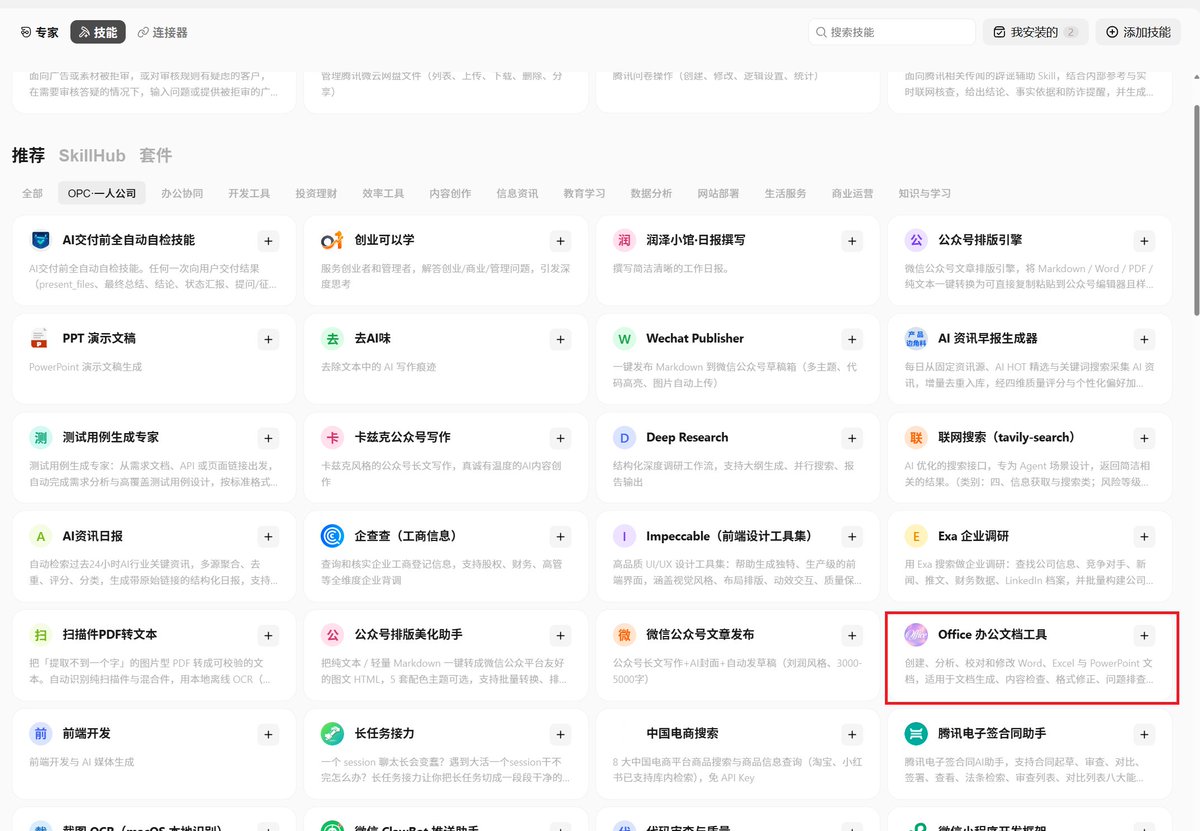 专家
技能
连接器
搜索技能
我安装的 2
添加技能
面向广告或素材被拒审，或对审核规则有疑虑的客户，
在需要审核答疑的情况下，输入问题或提供被拒审的广...
管理腾讯微云网盘文件（列表、上传、下载、删除、分
享）
腾讯问卷操作（创建、修改、逻辑设置、统计）
面向腾讯相关传闻的辟谣辅助 Skill，结合内部参考与实
时联网核查，给出结论、事实依据和防诈提醒，并生成...
推荐 SkillHub 套件
全部 OPC·一人公司 办公协同 开发工具 投资理财 效率工具 内容创作 信息资讯 教育学习 数据分析 网站部署 生活服务 商业运营 知识与学习
AI交付前全自动自检技能
AI交付前全自动自检技能。任何一次向用户交付结果
（present_files、最终总结、结论、状态汇报、提问/征...
创业可以学
服务创业者和管理者，解答创业/商业/管理问题，引发深
度思考
润
润泽小馆·日报撰写
撰写简洁清晰的工作日报。
公
公众号排版引擎
微信公众号文章排版引擎，将 Markdown / Word / PDF /
纯文本一键转换为可直接复制粘贴到公众号编辑器且样...
P
PPT 演示文稿
PowerPoint 演示文稿生成
去
去AI味
去除文本中的 AI 写作痕迹
W
Wechat Publisher
一键发布 Markdown 到微信公众号草稿箱（多主题、代
码高亮、图片自动上传）
产品
边角料
AI 资讯早报生成器
每日从固定资讯源、AI HOT 精选与关键词搜索采集 AI 资
讯，增量去重入库，经四维质量评分与个性化偏好加...
测
测试用例生成专家
测试用例生成专家：从需求文档、API 或页面链接出发，
自动完成需求分析与高覆盖测试用例设计，按标准格式...
卡
卡兹克公众号写作
卡兹克风格的公众号长文写作，真诚有温度的AI内容创
作
D
Deep Research
结构化深度调研工作流，支持大纲生成、并行搜索、报
告输出
联
联网搜索（tavily-search）
AI 优化的搜索接口，专为 Agent 场景设计，返回简洁相
关的结果。（类别：四、信息获取与搜索类；风险等级...
A
AI资讯日报
自动检索过去24小时AI行业关键资讯，多源聚合、去
重、评分、分类，生成带原始链接的结构化日报，支持...
企查查（工商信息）
查询和核实企业工商登记信息，支持股权、财务、高管
等全维度企业背调
I
Impeccable（前端设计工具集）
高品质 UI/UX 设计工具集：帮助生成独特、生产级的前
端界面，涵盖视觉风格、布局排版、动效交互、质量保...
E
Exa 企业调研
用 Exa 搜索做企业调研：查找公司信息、竞争对手、新
闻、推文、财务数据、LinkedIn 档案，并批量构建公司...
扫
扫描件PDF转文本
把「提取不到一个字」的图片型 PDF 转成可校验的文
本。自动识别纯扫描件与混合件，用本地离线 OCR（...
公
公众号排版美化助手
把纯文本 / 轻量 Markdown 一键转成微信公众平台友好
的图文 HTML，5 套配色主题可选，支持批量转换、排...
微
微信公众号文章发布
公众号长文写作+AI封面+自动发草稿（刘润风格、3000-
5000字）
Office
Office 办公文档工具
创建、分析、校对和修改 Word、Excel 与 PowerPoint 文
档，适用于文档生成、内容检查、格式修正、问题排查...
前
前端开发
前端开发与 AI 媒体生成
长任务接力
一个 session 聊太长会变蠢？遇到大活一个session干不
完怎么办？长任务接力让你把长任务切成一段段干净的...
中国电商搜索
8 大中国电商平台商品搜索与商品信息查询（淘宝、小红
书已支持库内检索），免 API Key
腾讯电子签合同助手
腾讯电子签合同AI助手，支持合同起草、审查、对比、
签署、查看、法条检索、审查列表、对比列表八大能...
截
截图 OCR（macOS 本地识别）
微信 ClawBot 推送助手
代
代码审查与质量
微信小程序开发框架